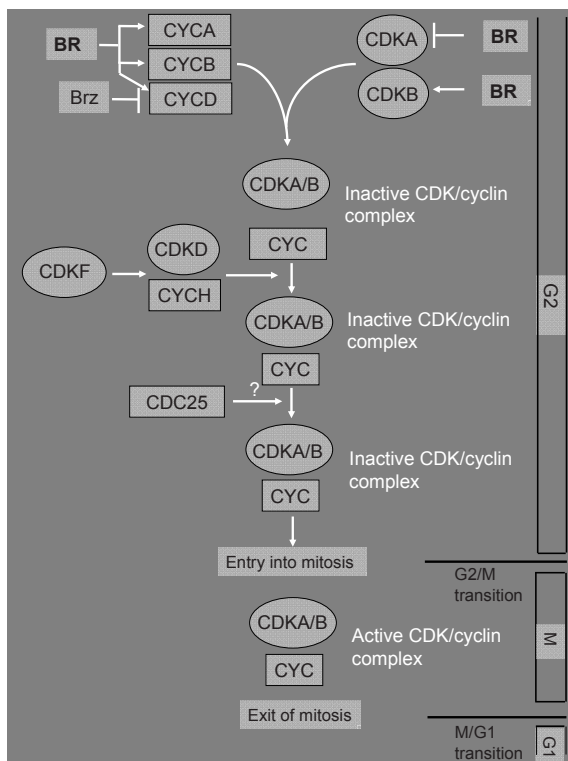 BR
CYCA
CDKA
BR
CYCB
Brz
CYCD
CDKB
BR
CDKA/B
Inactive CDK/cyclin
complex
CYC
CDKD
CDKF
CYCH
CDKA/B
Inactive CDK/cyclin
complex
CYC
?
CDC25
CDKA/B
Inactive CDK/cyclin
complex
CYC
G2
Entry into mitosis
G2/M
transition
CDKA/B
Active CDK/cyclin
complex
CYC
M
Exit of mitosis
M/G1
transition
G1